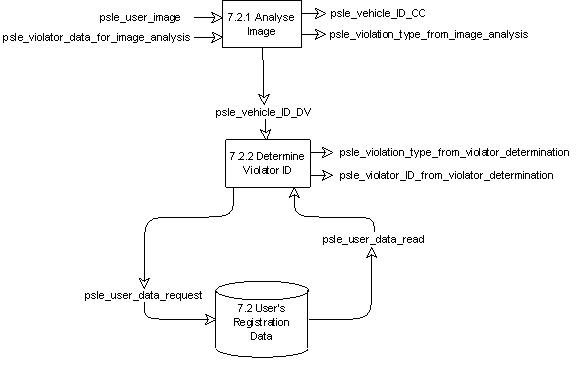 psle_user_image
psle_violator_data_for_image_analysis
7.2.1 Analyse
Image
psle_vehicle_ID_CC
psle_violation_type_from_image_analysis
psle_vehicle_ID_DV
7.2.2 Determine
Violator ID
psle_violation_type_from_violator_determination
psle_violator_ID_from_violator_determination
psle_user_data_read
psle_user_data_request
7.2 User's
Registration
Data